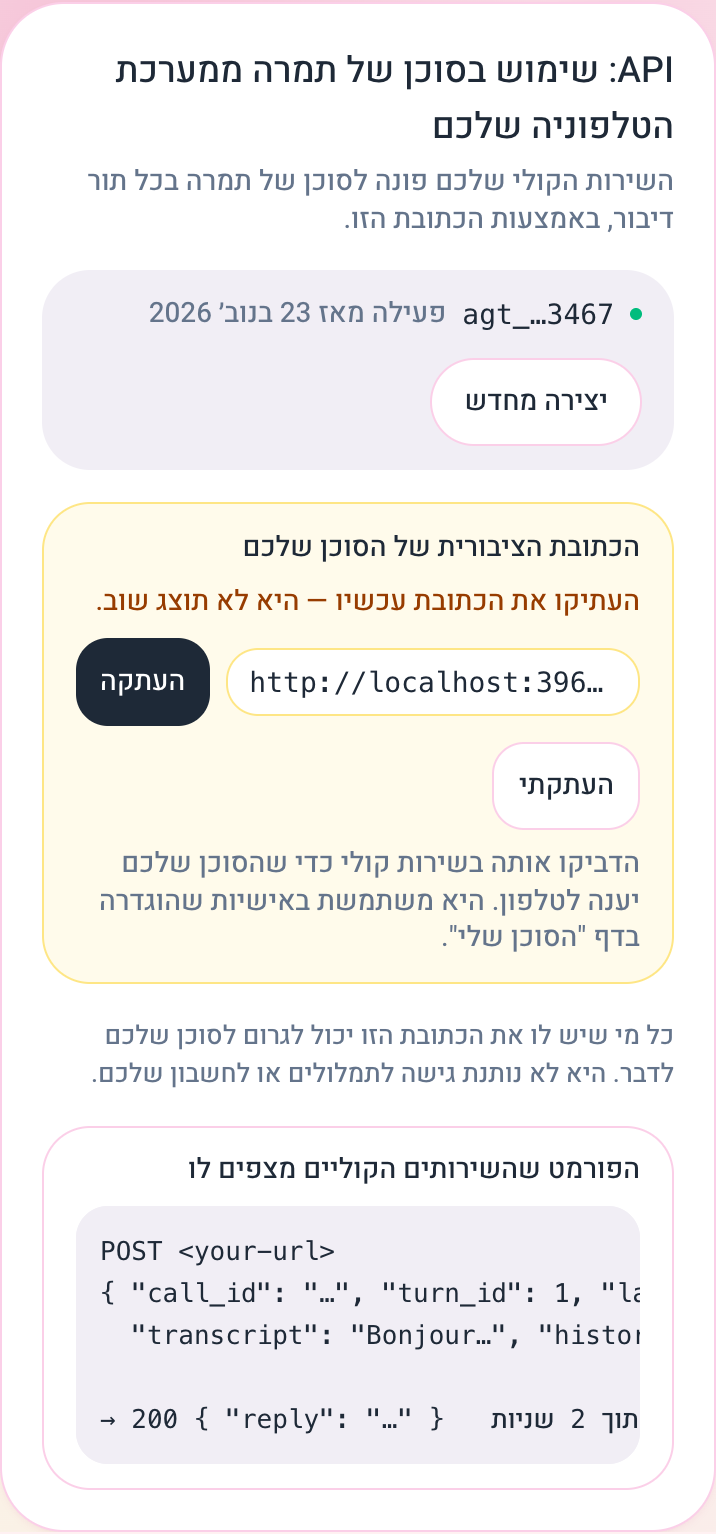 API: שימוש בסוכן של תמרה ממערכת
הטלפוניה שלכם
השירות הקולי שלכם פונה לסוכן של תמרה בכל תור
דיבור, באמצעות הכתובת הזו.
agt_…3467 פעילה מאז 23 בנוב׳ 2026
יצירה מחדש
הכתובת הציבורית של הסוכן שלכם
העתיקו את הכתובת עכשיו — היא לא תוצג שוב.
http://localhost:396… העתקה
העתקתי
הדביקו אותה בשירות קולי כדי שהסוכן שלכם
יענה לטלפון. היא משתמשת באישיות שהוגדרה
בדף "הסוכן שלי".
כל מי שיש לו את הכתובת הזו יכול לגרום לסוכן שלכם
לדבר. היא לא נותנת גישה לתמלולים או לחשבון שלכם.
הפורמט שהשירותים הקוליים מצפים לו
POST <your-url>
{ "call_id": "…", "turn_id": 1, "la
"transcript": "Bonjour…", "histor
→ 200 { "reply": "…" } תוך 2 שניות